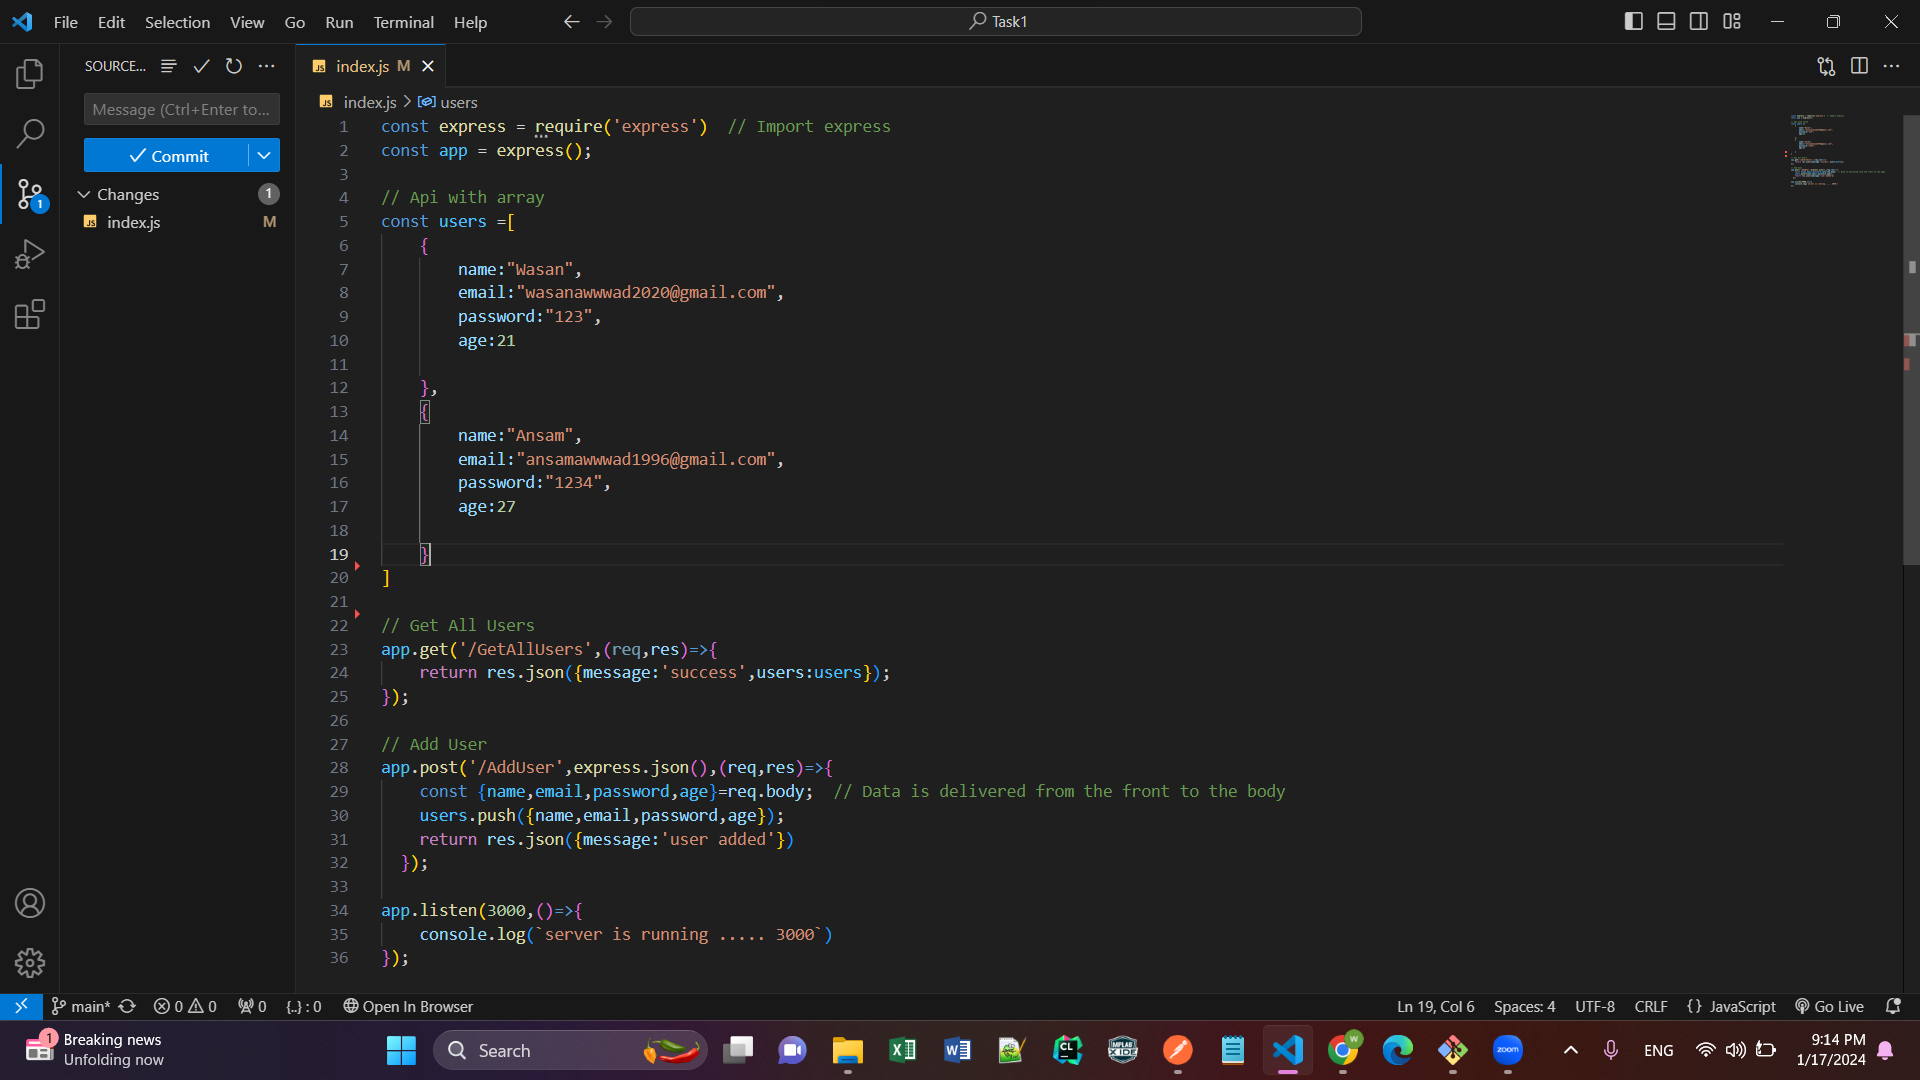 File Edit Selection View Go Run Terminal Help
Task1
SOURCE...
index.js M
Message (Ctrl+Enter to...
Commit
Changes 1
index.js M
1
index.js > users
1 const express = require('express')  // Import express
2 const app = express();
3
4 // Api with array
5 const users =[
6     {
7         name:"Wasan",
8         email:"wasanawwwad2020@gmail.com",
9         password:"123",
10         age:21
11
12     },
13     {
14         name:"Ansam",
15         email:"ansamawwwad1996@gmail.com",
16         password:"1234",
17         age:27
18
19     }
20 ]
21
22 // Get All Users
23 app.get('/GetAllUsers',(req,res)=>{
24     return res.json({message:'success',users:users});
25 });
26
27 // Add User
28 app.post('/AddUser',express.json(),(req,res)=>{
29     const {name,email,password,age}=req.body;  // Data is delivered from the front to the body
30     users.push({name,email,password,age});
31     return res.json({message:'user added'})
32   });
33
34 app.listen(3000,()=>{
35     console.log(`server is running ..... 3000`)
36 });
main* 0 0 0 {..} : 0 Open In Browser
Ln 19, Col 6 Spaces: 4 UTF-8 CRLF {} JavaScript Go Live
1
Breaking news
Unfolding now
Search
CL
MPLAB
X IDE
W
zoom
ENG
9:14 PM
1/17/2024